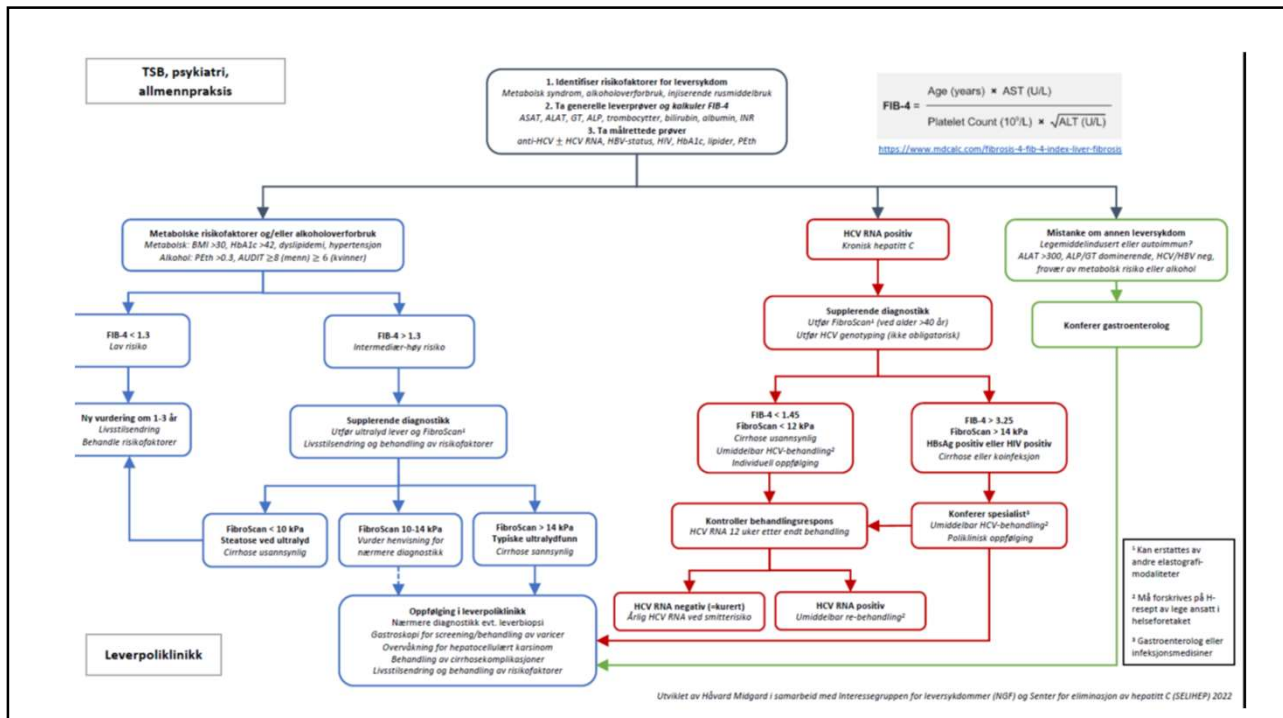 TSB, psykiatri,
allmennpraksis
1. Identifiser risikofaktorer for leversykdom
Metabolsk syndrom, alkoholoverforbruk, injiserende rusmiddelbruk
2. Ta generelle leverprøver og kalkuler FIB-4
ASAT, ALAT, GT, ALP, trombocytter, bilirubin, albumin, INR
3. Ta målrettede prøver
anti-HCV ± HCV RNA, HBV-status, HIV, HbA1c, lipider, PEth
FIB-4 =
Age (years) × AST (U/L)
Platelet Count (10⁹/L) × √ALT (U/L)
https://www.mdcalc.com/fibrosis-4-fib-4-index-liver-fibrosis
Metabolske risikofaktorer og/eller alkoholoverforbruk
Metabolsk: BMI >30, HbA1c >42, dyslipidemi, hypertensjon
Alkohol: PEth >0.3, AUDIT ≥8 (menn) ≥ 6 (kvinner)
HCV RNA positiv
Kronisk hepatitt C
Mistanke om annen leversykdom
Legemiddelindusert eller autoimmun?
ALAT >300, ALP/GT dominerende, HCV/HBV neg,
fravær av metabolsk risiko eller alkohol
FIB-4 < 1.3
Lav risiko
FIB-4 > 1.3
Intermediær-høy risiko
Supplerende diagnostikk
Utfør FibroScan¹ (ved alder >40 år)
Utfør HCV genotyping (ikke obligatorisk)
Konferer gastroenterolog
Ny vurdering om 1-3 år
Livsstilsendring
Behandle risikofaktorer
Supplerende diagnostikk
Utfør ultralyd lever og FibroScan¹
Livsstilsendring og behandling av risikofaktorer
FIB-4 < 1.45
FibroScan < 12 kPa
Cirrhose usannsynlig
Umiddelbar HCV-behandling²
Individuell oppfølging
FIB-4 > 3.25
FibroScan > 14 kPa
HBsAg positiv eller HIV positiv
Cirrhose eller koinfeksjon
FibroScan < 10 kPa
Steatose ved ultralyd
Cirrhose usannsynlig
FibroScan 10-14 kPa
Vurder henvisning for
nærmere diagnostikk
FibroScan > 14 kPa
Typiske ultralydfunn
Cirrhose sannsynlig
Kontroller behandlingsrespons
HCV RNA 12 uker etter endt behandling
Konferer spesialist³
Umiddelbar HCV-behandling²
Poliklinisk oppfølging
HCV RNA negativ (=kurert)
Årlig HCV RNA ved smitterisiko
HCV RNA positiv
Umiddelbar re-behandling²
¹ Kan erstattes av
andre elastografi-
modaliteter
² Må forskrives på H-
resept av lege ansatt i
helseforetaket
³ Gastroenterolog eller
infeksjonsmedisiner
Oppfølging i leverpoliklinikk
Nærmere diagnostikk evt. leverbiopsi
Gastroskopi for screening/behandling av varicer
Overvåkning for hepatocellulært karsinom
Behandling av cirrhosekomplikasjoner
Livsstilsendring og behandling av risikofaktorer
Leverpoliklinikk
Utviklet av Håvard Midgard i samarbeid med Interessegruppen for leversykdommer (NGF) og Senter for eliminasjon av hepatitt C (SELIHEP) 2022